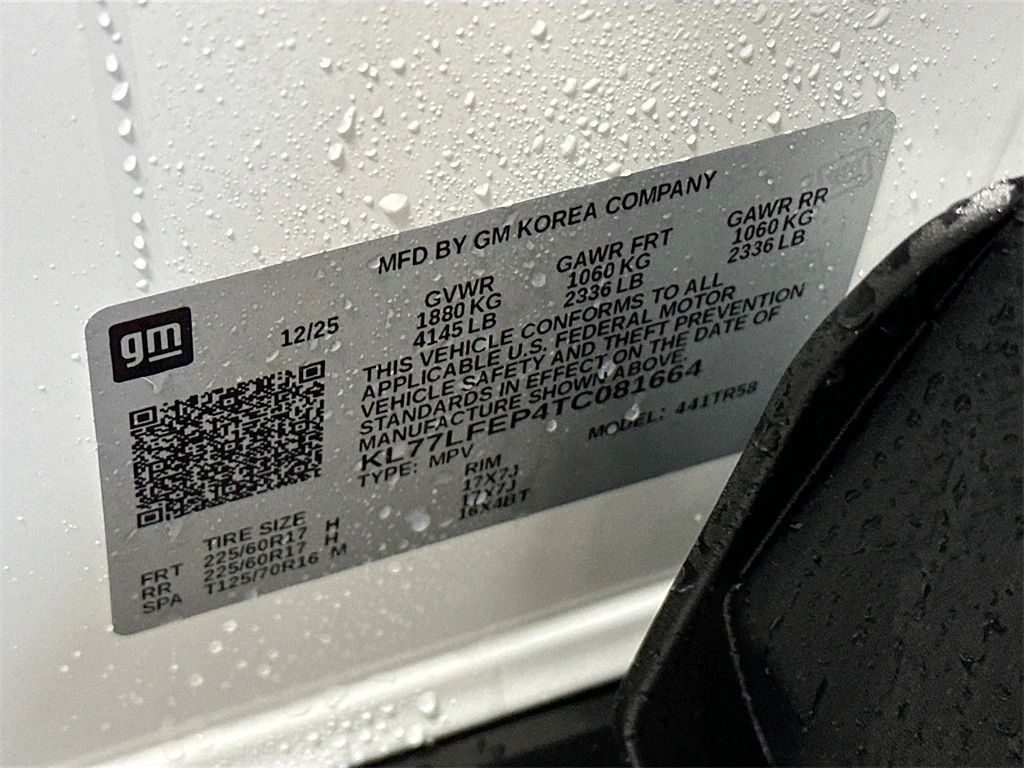 MFD BY GM KOREA COMPANY
gm
12/25
GVWR GAWR FRT GAWR RR
1880 KG 1060 KG 1060 KG
4145 LB 2336 LB 2336 LB
THIS VEHICLE CONFORMS TO ALL
APPLICABLE U.S. FEDERAL MOTOR
VEHICLE SAFETY AND THEFT PREVENTION
STANDARDS IN EFFECT ON THE DATE OF
MANUFACTURE SHOWN ABOVE.
KL77LFEP4TC081664
TYPE: MPV MODEL: 441TR58
TIRE SIZE RIM
FRT 225/60R17 H 17X7J
RR 225/60R17 H 17X7J
SPA T125/70R16 M 16X4BT